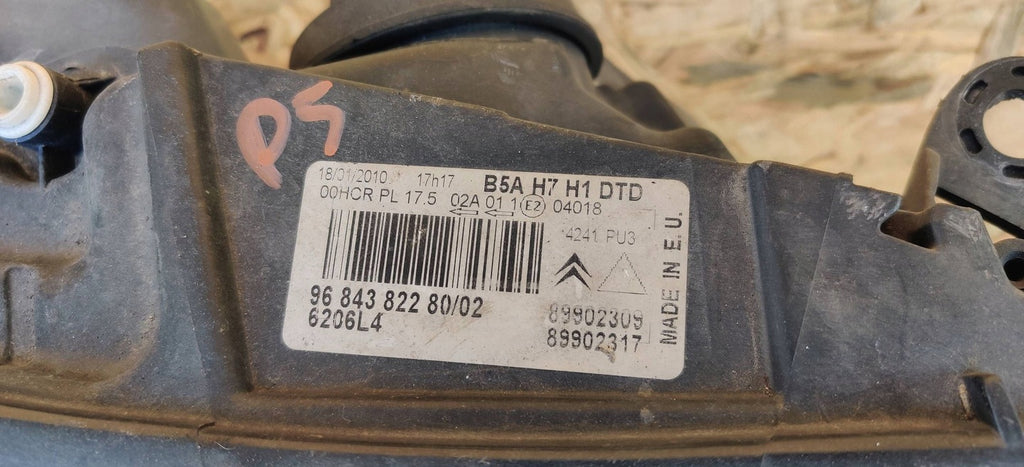 DS
18/01/2010 17h17 B5A H7 H1 DTD
00HCR PL 17.5 02A 01 1 E2 04018
4241 PU3
96 843 822 80/02
6206L4
89902309
89902317
MADE IN E.U.